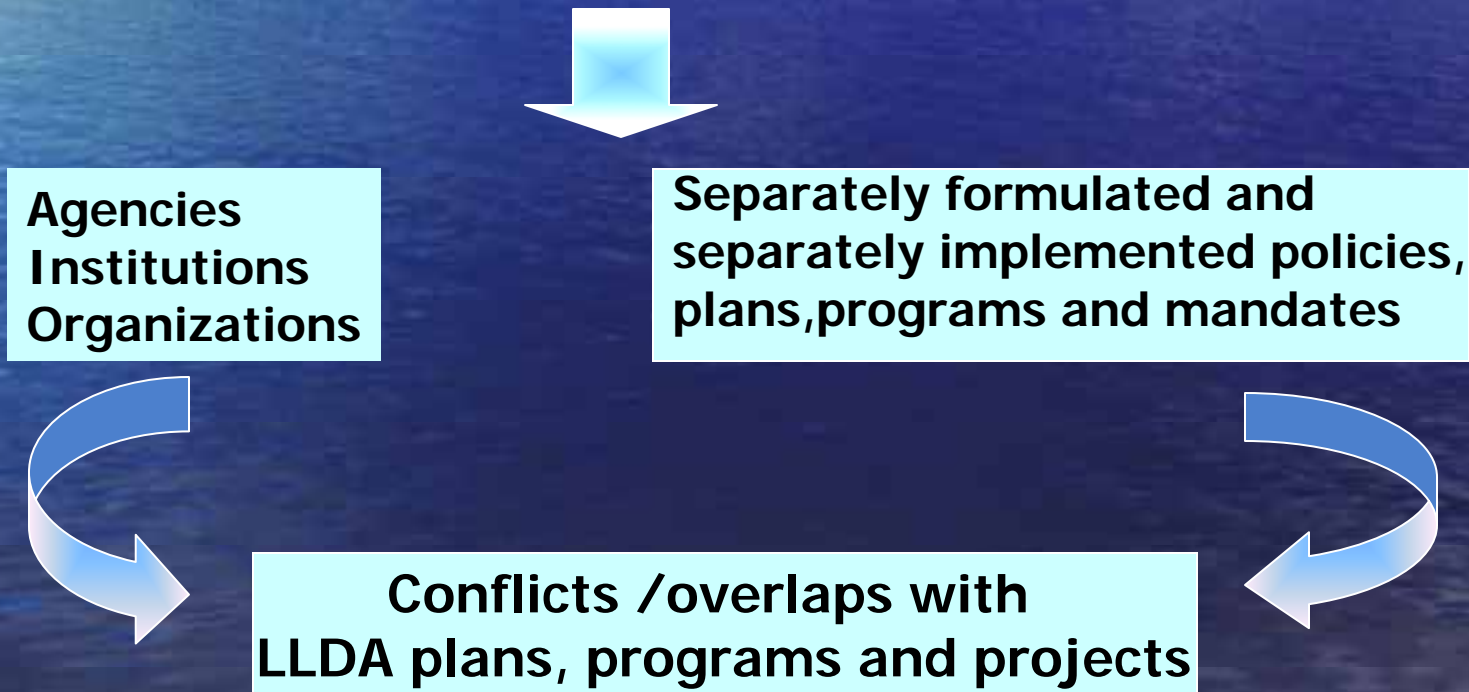 Agencies
Institutions
Organizations
Separately formulated and
separately implemented policies,
plans,programs and mandates
Conflicts /overlaps with
LLDA plans, programs and projects